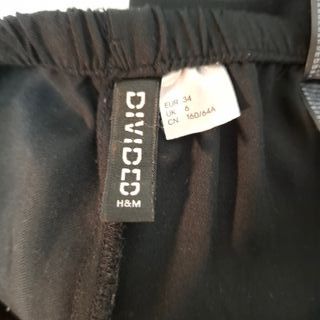 DIVIDED
H&M
EUR 34
UK 6
CN 160/64A